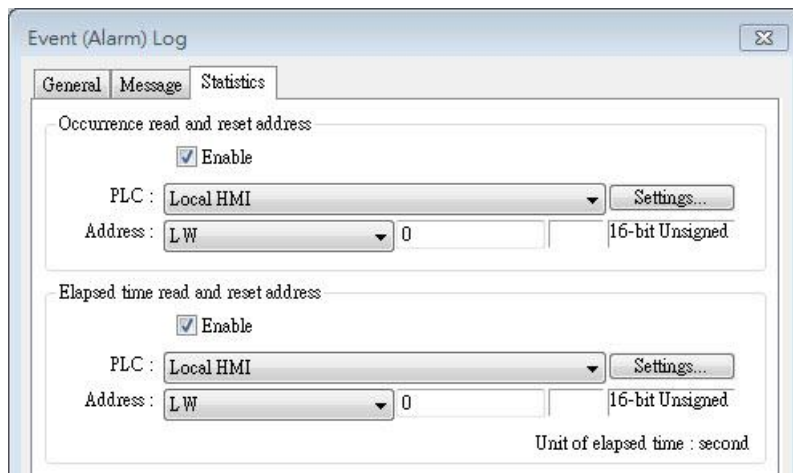 Event (Alarm) Log
General Message Statistics
Occurrence read and reset address
Enable
PLC : Local HMI Settings...
Address : LW 0 16-bit Unsigned
Elapsed time read and reset address
Enable
PLC : Local HMI Settings...
Address : LW 0 16-bit Unsigned
Unit of elapsed time : second